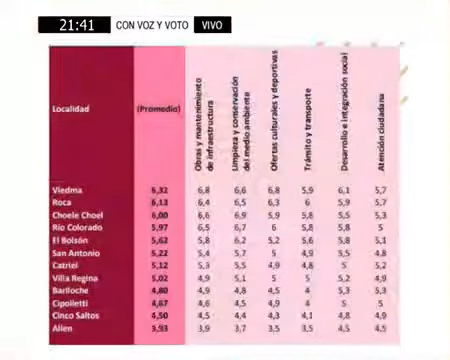 21:41 CON VOZ Y VOTO VIVO
Localidad (Promedio) Obras y mantenimiento de infraestructura Limpieza y conservación del medio ambiente Ofertas culturales y deportivas Trámito y transporte Desarrollo e integración social Atención ciudadana
Viedma 6,32 6,8 6,6 6,8 5,9 6,1 5,7
Roca 6,13 6,4 6,5 6,3 6 5,9 5,7
Choele Choel 6,00 6,6 6,9 5,9 5,8 5,5 5,3
Río Colorado 5,97 6,5 6,7 6 5,8 5,8 5
El Bolsón 5,62 5,8 6,2 5,2 5,6 5,8 5,1
San Antonio 5,22 5,4 5,7 5 4,9 5,5 4,8
Catriel 5,12 5,3 5,5 4,9 4,8 5 5,2
Villa Regina 5,02 4,9 5,1 5 5 5,2 4,9
Bariloche 4,80 4,9 4,8 4,5 4 5,3 5,3
Cipolletti 4,67 4,6 4,5 4,9 4 5 5
Cinco Saltos 4,50 4,5 4,4 4,3 4,1 4,8 4,9
Allen 3,93 3,9 3,7 3,5 3,5 4,5 4,5